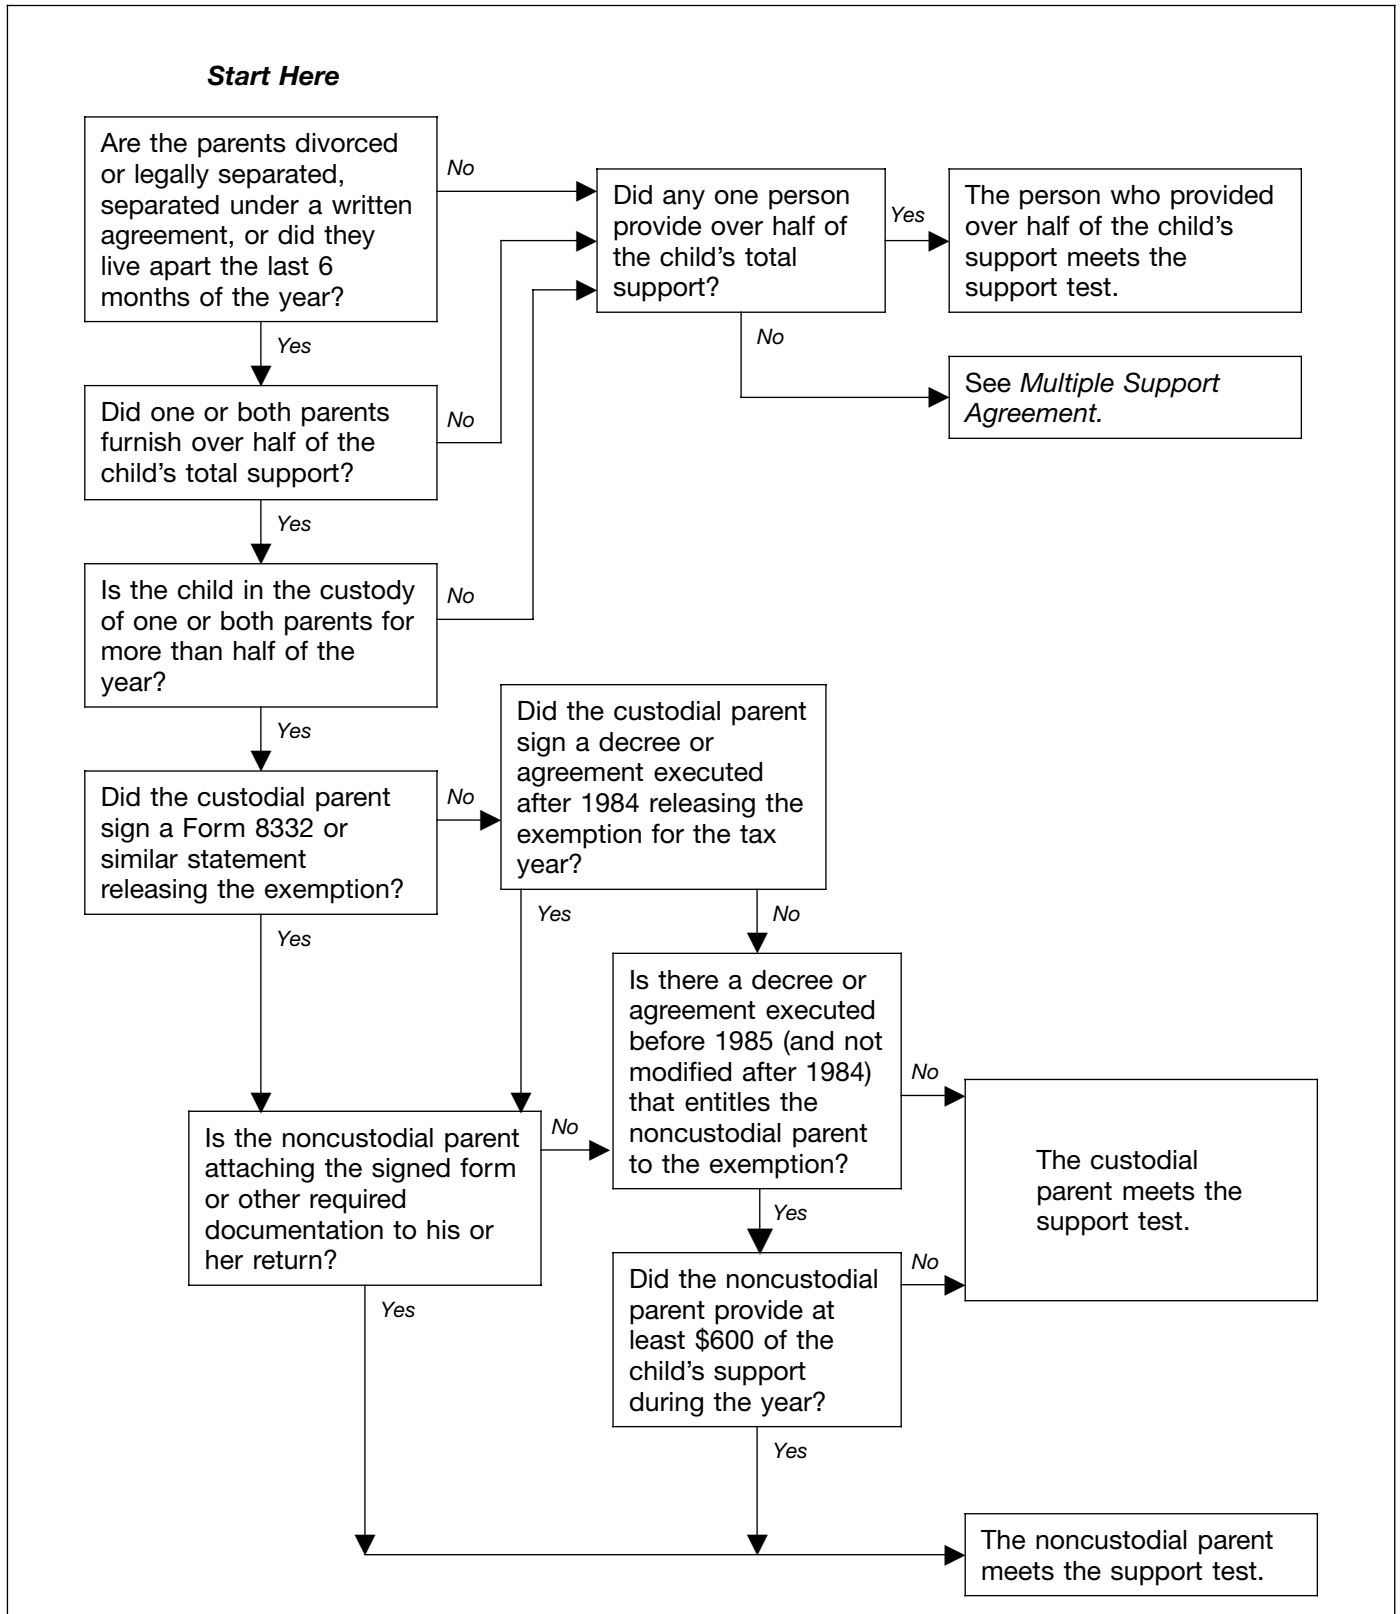 Start Here
Are the parents divorced
or legally separated,
separated under a written
agreement, or did they
live apart the last 6
months of the year?
No
Did any one person
provide over half of
the child's total
support?
Yes
The person who provided
over half of the child's
support meets the
support test.
Yes
No
See Multiple Support
Agreement.
Did one or both parents
furnish over half of the
child's total support?
No
Yes
Is the child in the custody
of one or both parents for
more than half of the
year?
No
Yes
Did the custodial parent
sign a Form 8332 or
similar statement
releasing the exemption?
No
Did the custodial parent
sign a decree or
agreement executed
after 1984 releasing the
exemption for the tax
year?
Yes
Yes
No
Is there a decree or
agreement executed
before 1985 (and not
modified after 1984)
that entitles the
noncustodial parent
to the exemption?
No
The custodial
parent meets the
support test.
Is the noncustodial parent
attaching the signed form
or other required
documentation to his or
her return?
No
Yes
Yes
Did the noncustodial
parent provide at
least $600 of the
child's support
during the year?
No
Yes
The noncustodial parent
meets the support test.